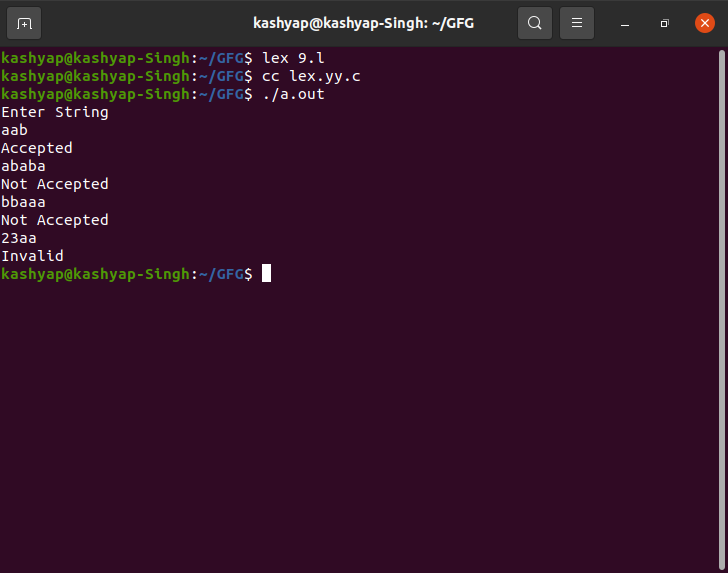 kashyap@kashyap-Singh: ~/GFG
kashyap@kashyap-Singh:~/GFG$ lex 9.l
kashyap@kashyap-Singh:~/GFG$ cc lex.yy.c
kashyap@kashyap-Singh:~/GFG$ ./a.out
Enter String
aab
Accepted
ababa
Not Accepted
bbaaa
Not Accepted
23aa
Invalid
kashyap@kashyap-Singh:~/GFG$